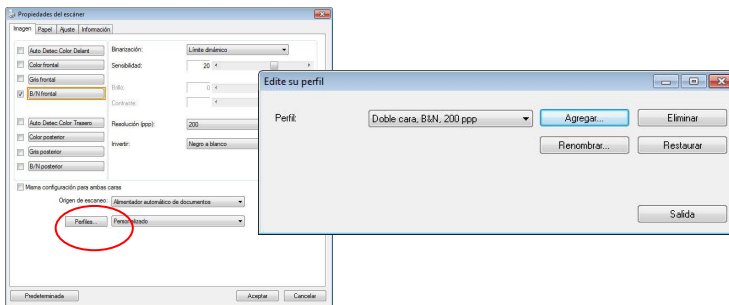 Propiedades del escáner
Imagen Papel Ajuste Información
Auto Detec Color Delant
Binarización: Límite dinámico
Color frontal
Sensibilidad: 20
Gris frontal
Brillo: 0
B/N frontal
Contraste:
Auto Detec Color Trasero
Resolución (ppp): 200
Color posterior
Invertir: Negro a blanco
Gris posterior
B/N posterior
Misma configuración para ambas caras
Origen de escaneo: Alimentador automático de documentos
Perfiles... Personalizado
Predeterminada Aceptar Cancelar
Edite su perfil
Perfil: Doble cara, B&N, 200 ppp Agregar... Eliminar
Renombrar... Restaurar
Salida